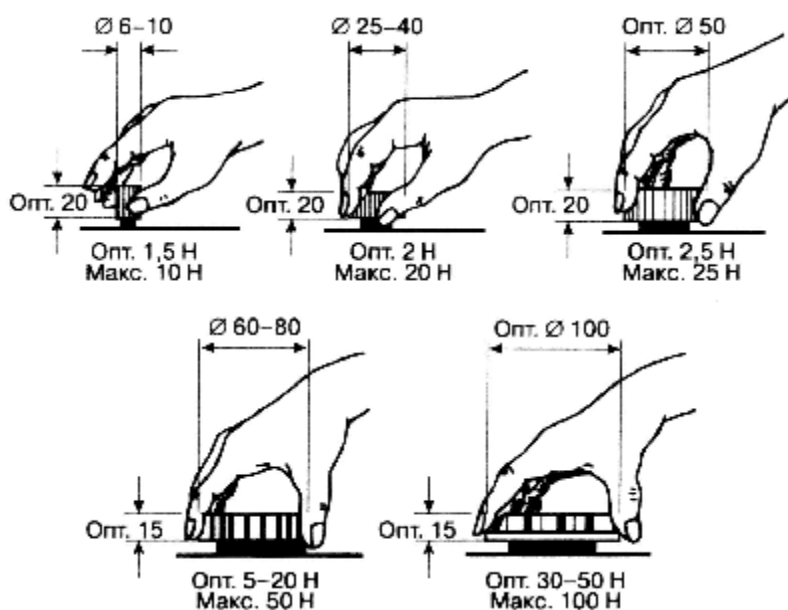 Ø 6–10
Ø 25–40
Опт. Ø 50
Опт. 20
Опт. 20
Опт. 20
Опт. 1,5 Н
Макс. 10 Н
Опт. 2 Н
Макс. 20 Н
Опт. 2,5 Н
Макс. 25 Н
Ø 60–80
Опт. Ø 100
Опт. 15
Опт. 15
Опт. 5–20 Н
Макс. 50 Н
Опт. 30–50 Н
Макс. 100 Н